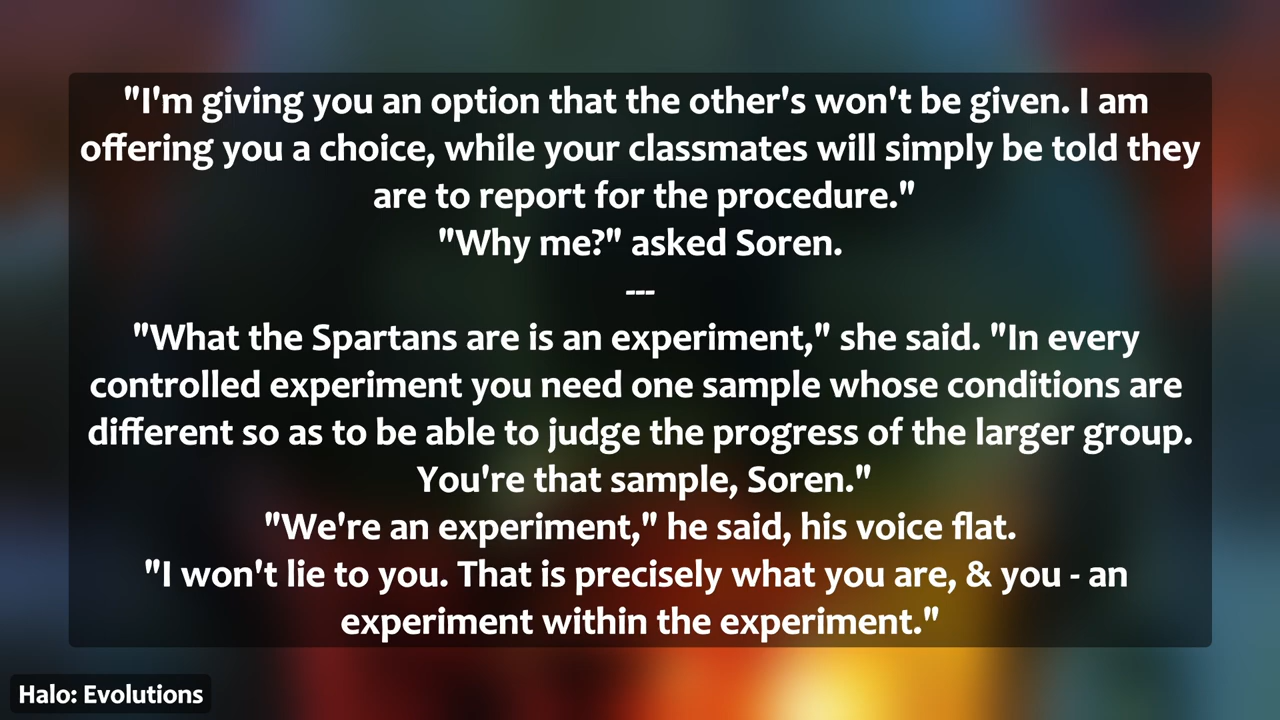 "I'm giving you an option that the other's won't be given. I am
offering you a choice, while your classmates will simply be told they
are to report for the procedure."
"Why me?" asked Soren.
---
"What the Spartans are is an experiment," she said. "In every
controlled experiment you need one sample whose conditions are
different so as to be able to judge the progress of the larger group.
You're that sample, Soren."
"We're an experiment," he said, his voice flat.
"I won't lie to you. That is precisely what you are, & you - an
experiment within the experiment."
Halo: Evolutions